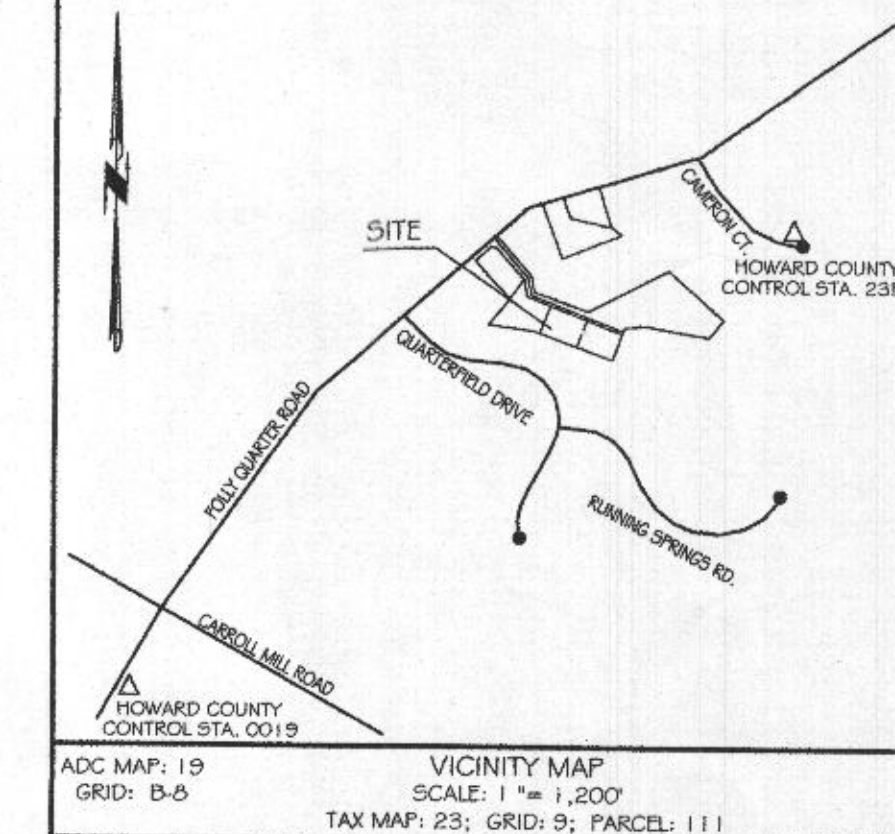 SITE
CAMERON CT.
HOWARD COUNTY
CONTROL STA.
QUARTERFIELD DRIVE
FOLLY QUARTER ROAD
RUNNING SPRINGS RD.
CARROLL MILL ROAD
HOWARD COUNTY
CONTROL STA. 0019
ADC MAP: 19
GRID: B-8
VICINITY MAP
SCALE: 1 "= 1,200'
TAX MAP: 23; GRID: 9; PARCEL: 111